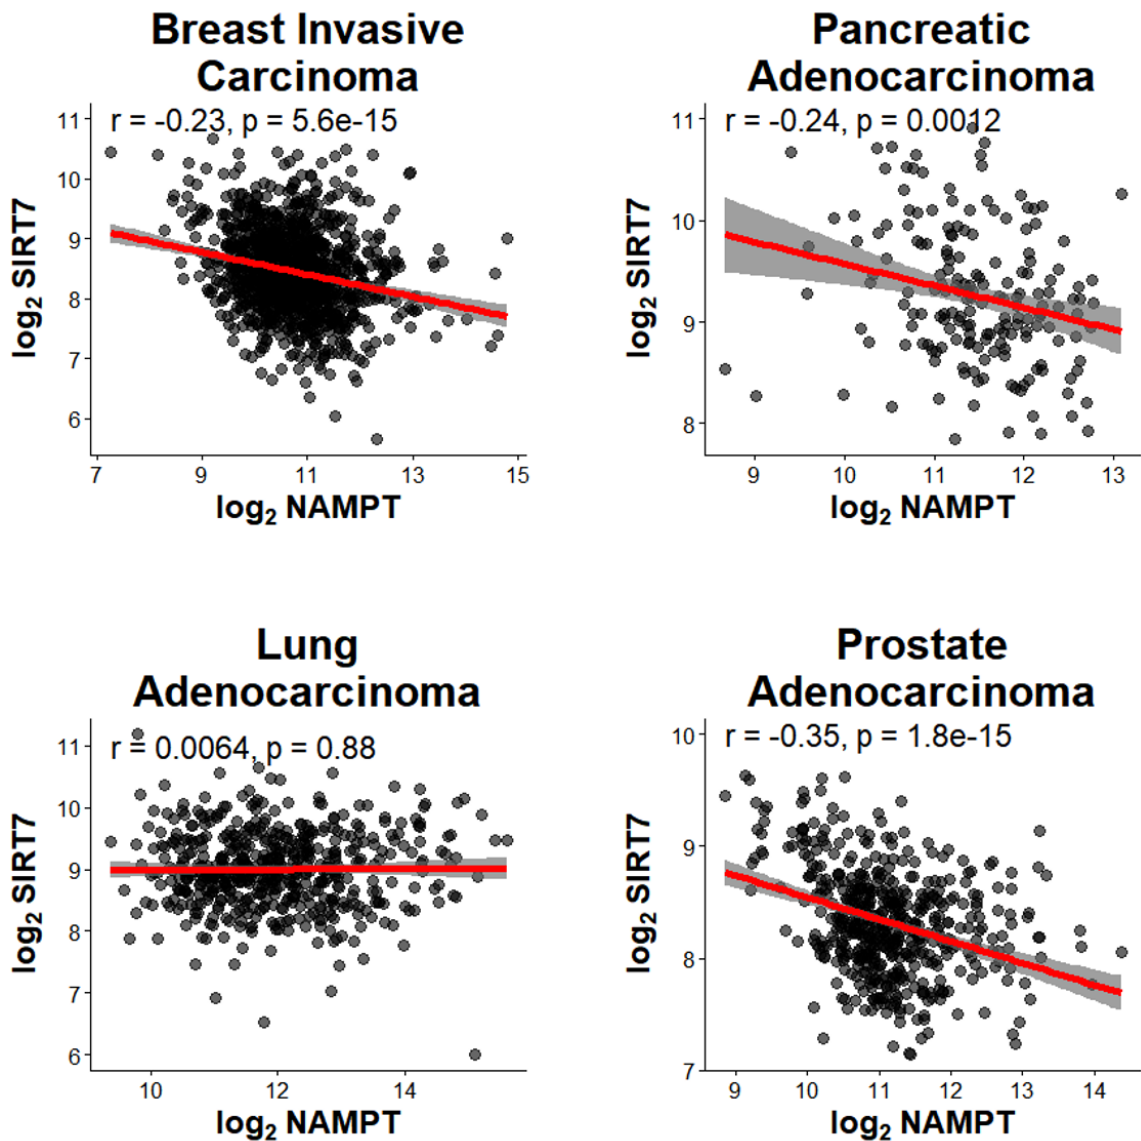 Breast Invasive
Carcinoma
r = -0.23, p = 5.6e-15
11
10
9
8
7
6
log₂ SIRT7
7 9 11 13 15
log₂ NAMPT
Pancreatic
Adenocarcinoma
r = -0.24, p = 0.0012
11
10
9
8
log₂ SIRT7
9 10 11 12 13
log₂ NAMPT
Lung
Adenocarcinoma
r = 0.0064, p = 0.88
11
10
9
8
7
6
log₂ SIRT7
10 12 14
log₂ NAMPT
Prostate
Adenocarcinoma
r = -0.35, p = 1.8e-15
10
9
8
7
log₂ SIRT7
9 10 11 12 13 14
log₂ NAMPT